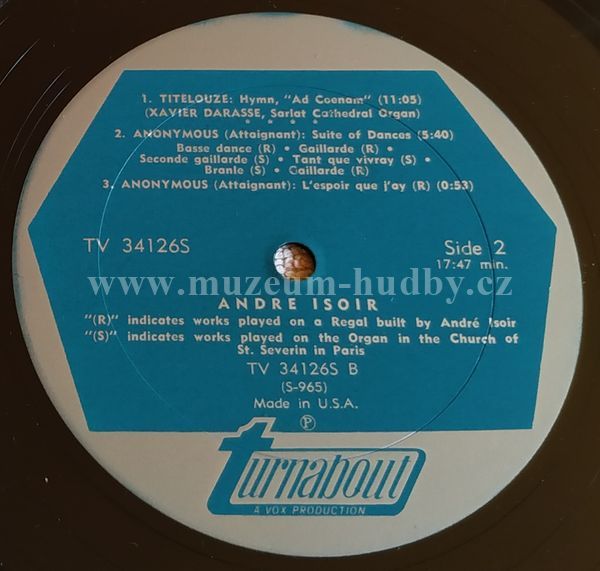 1. TITELOUZE: Hymn, "Ad Coenam" (11:05)
(XAVIER DARASSE, Sarlat Cathedral Organ)
* * * *
2. ANONYMOUS (Attaignant): Suite of Dances (5:40)
Basse dance (R) • Gaillarde (R) •
Seconde gaillarde (S) • Tant que vivray (S) •
Branle (S) • Gaillarde (R)
3. ANONYMOUS (Attaignant): L'espoir que j'ay (R) (0:53)
TV 34126S
Side 2
17:47 min.
www.muzeum-hudby.cz
ANDRE ISOIR
"(R)" indicates works played on a Regal built by André Isoir
"(S)" indicates works played on the Organ in the Church of
St. Severin in Paris
TV 34126S B
(S-965)
Made in U.S.A.
℗
turnabout
A VOX PRODUCTION